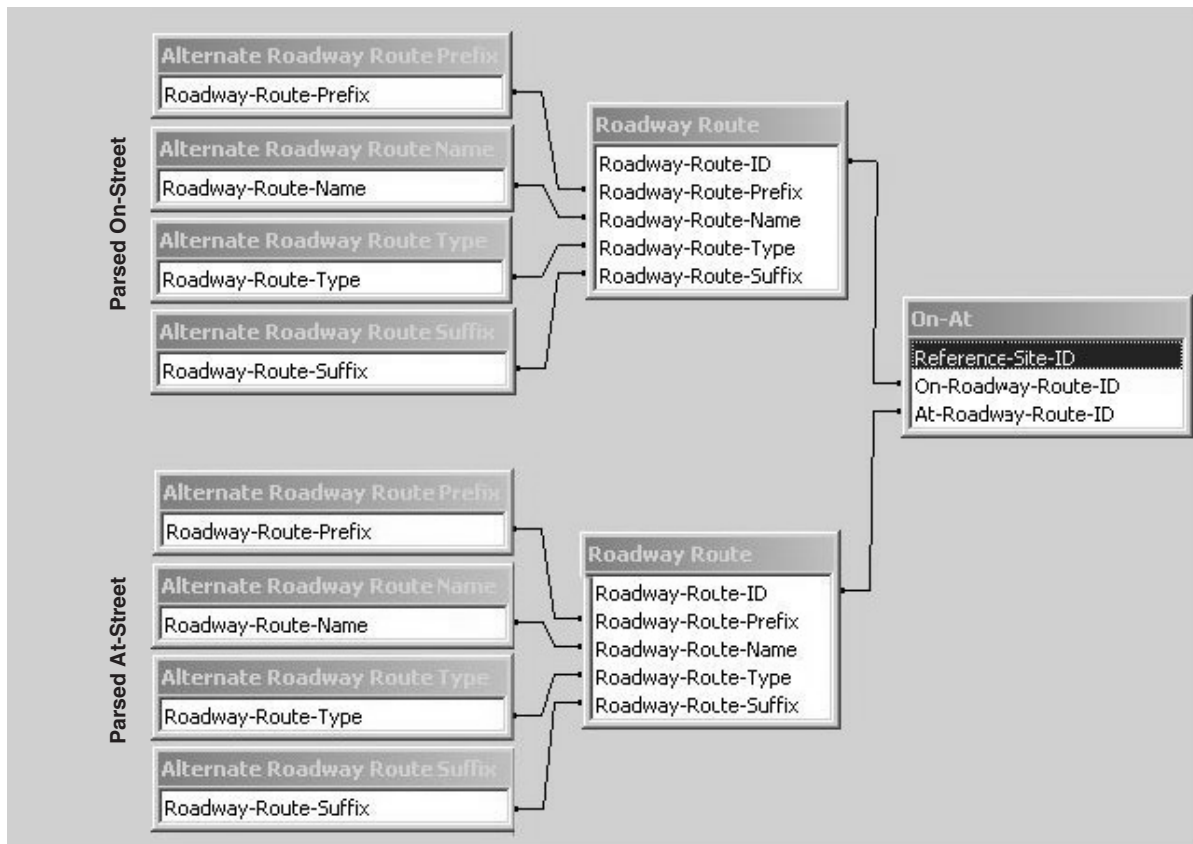 Parsed On-Street
Alternate Roadway Route Prefix
Roadway-Route-Prefix
Alternate Roadway Route Name
Roadway-Route-Name
Alternate Roadway Route Type
Roadway-Route-Type
Alternate Roadway Route Suffix
Roadway-Route-Suffix
Roadway Route
Roadway-Route-ID
Roadway-Route-Prefix
Roadway-Route-Name
Roadway-Route-Type
Roadway-Route-Suffix
On-At
Reference-Site-ID
On-Roadway-Route-ID
At-Roadway-Route-ID
Parsed At-Street
Alternate Roadway Route Prefix
Roadway-Route-Prefix
Alternate Roadway Route Name
Roadway-Route-Name
Alternate Roadway Route Type
Roadway-Route-Type
Alternate Roadway Route Suffix
Roadway-Route-Suffix
Roadway Route
Roadway-Route-ID
Roadway-Route-Prefix
Roadway-Route-Name
Roadway-Route-Type
Roadway-Route-Suffix